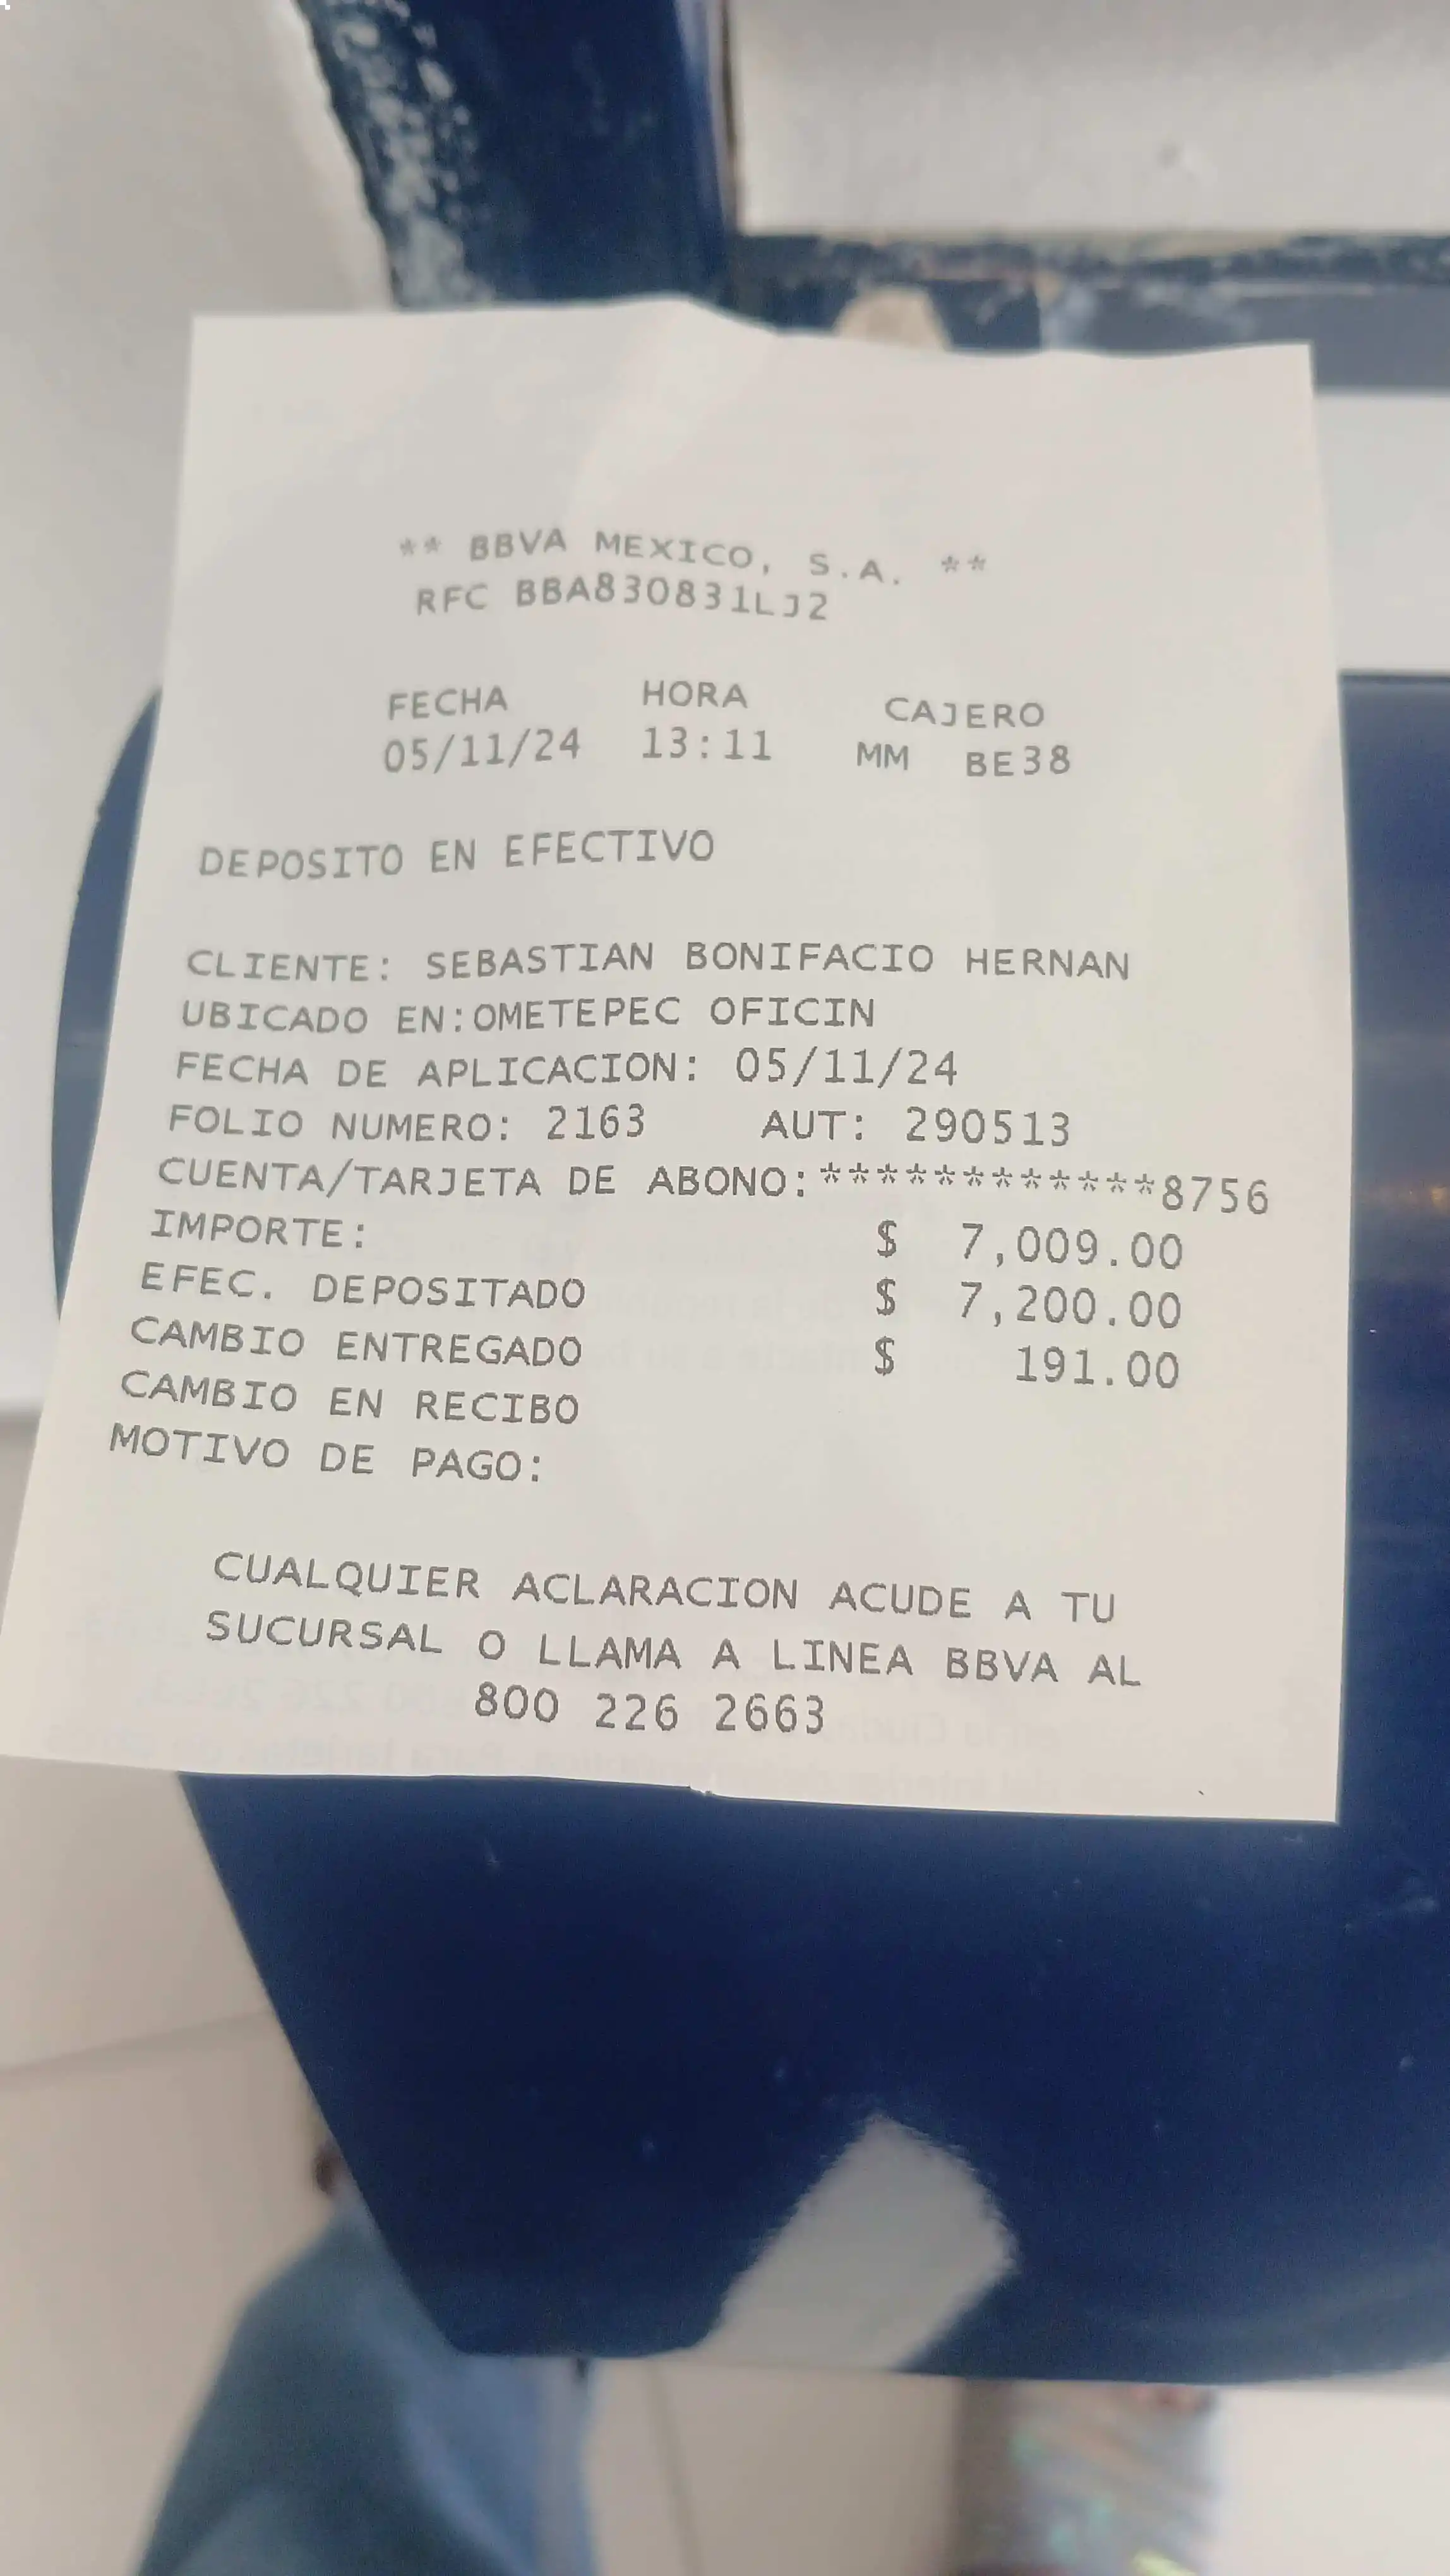 ** BBVA MEXICO, S.A. **
RFC BBA830831LJ2
FECHA HORA CAJERO
05/11/24 13:11 MM BE38
DEPOSITO EN EFECTIVO
CLIENTE: SEBASTIAN BONIFACIO HERNAN
UBICADO EN:OMETEPEC OFICIN
FECHA DE APLICACION: 05/11/24
FOLIO NUMERO: 2163 AUT: 290513
CUENTA/TARJETA DE ABONO:************8756
IMPORTE: $ 7,009.00
EFEC. DEPOSITADO $ 7,200.00
CAMBIO ENTREGADO $ 191.00
CAMBIO EN RECIBO
MOTIVO DE PAGO:
CUALQUIER ACLARACION ACUDE A TU
SUCURSAL O LLAMA A LINEA BBVA AL
800 226 2663